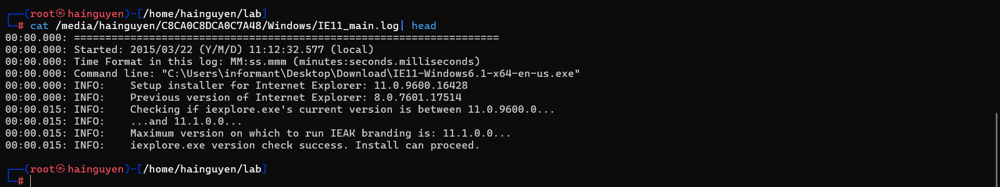 ┌──(root㉿hainguyen)-[/home/hainguyen/lab]
└─# cat /media/hainguyen/C8CA0C8DCA0C7A48/Windows/IE11_main.log| head
00:00.000: ====================================================================
00:00.000: Started: 2015/03/22 (Y/M/D) 11:12:32.577 (local)
00:00.000: Time Format in this log: MM:ss.mmm (minutes:seconds.milliseconds)
00:00.000: Command line: "C:\Users\informant\Desktop\Download\IE11-Windows6.1-x64-en-us.exe"
00:00.000: INFO:    Setup installer for Internet Explorer: 11.0.9600.16428
00:00.000: INFO:    Previous version of Internet Explorer: 8.0.7601.17514
00:00.015: INFO:    Checking if iexplore.exe's current version is between 11.0.9600.0...
00:00.015: INFO:    ...and 11.1.0.0...
00:00.015: INFO:    Maximum version on which to run IEAK branding is: 11.1.0.0...
00:00.015: INFO:    iexplore.exe version check success. Install can proceed.
┌──(root㉿hainguyen)-[/home/hainguyen/lab]
└─#